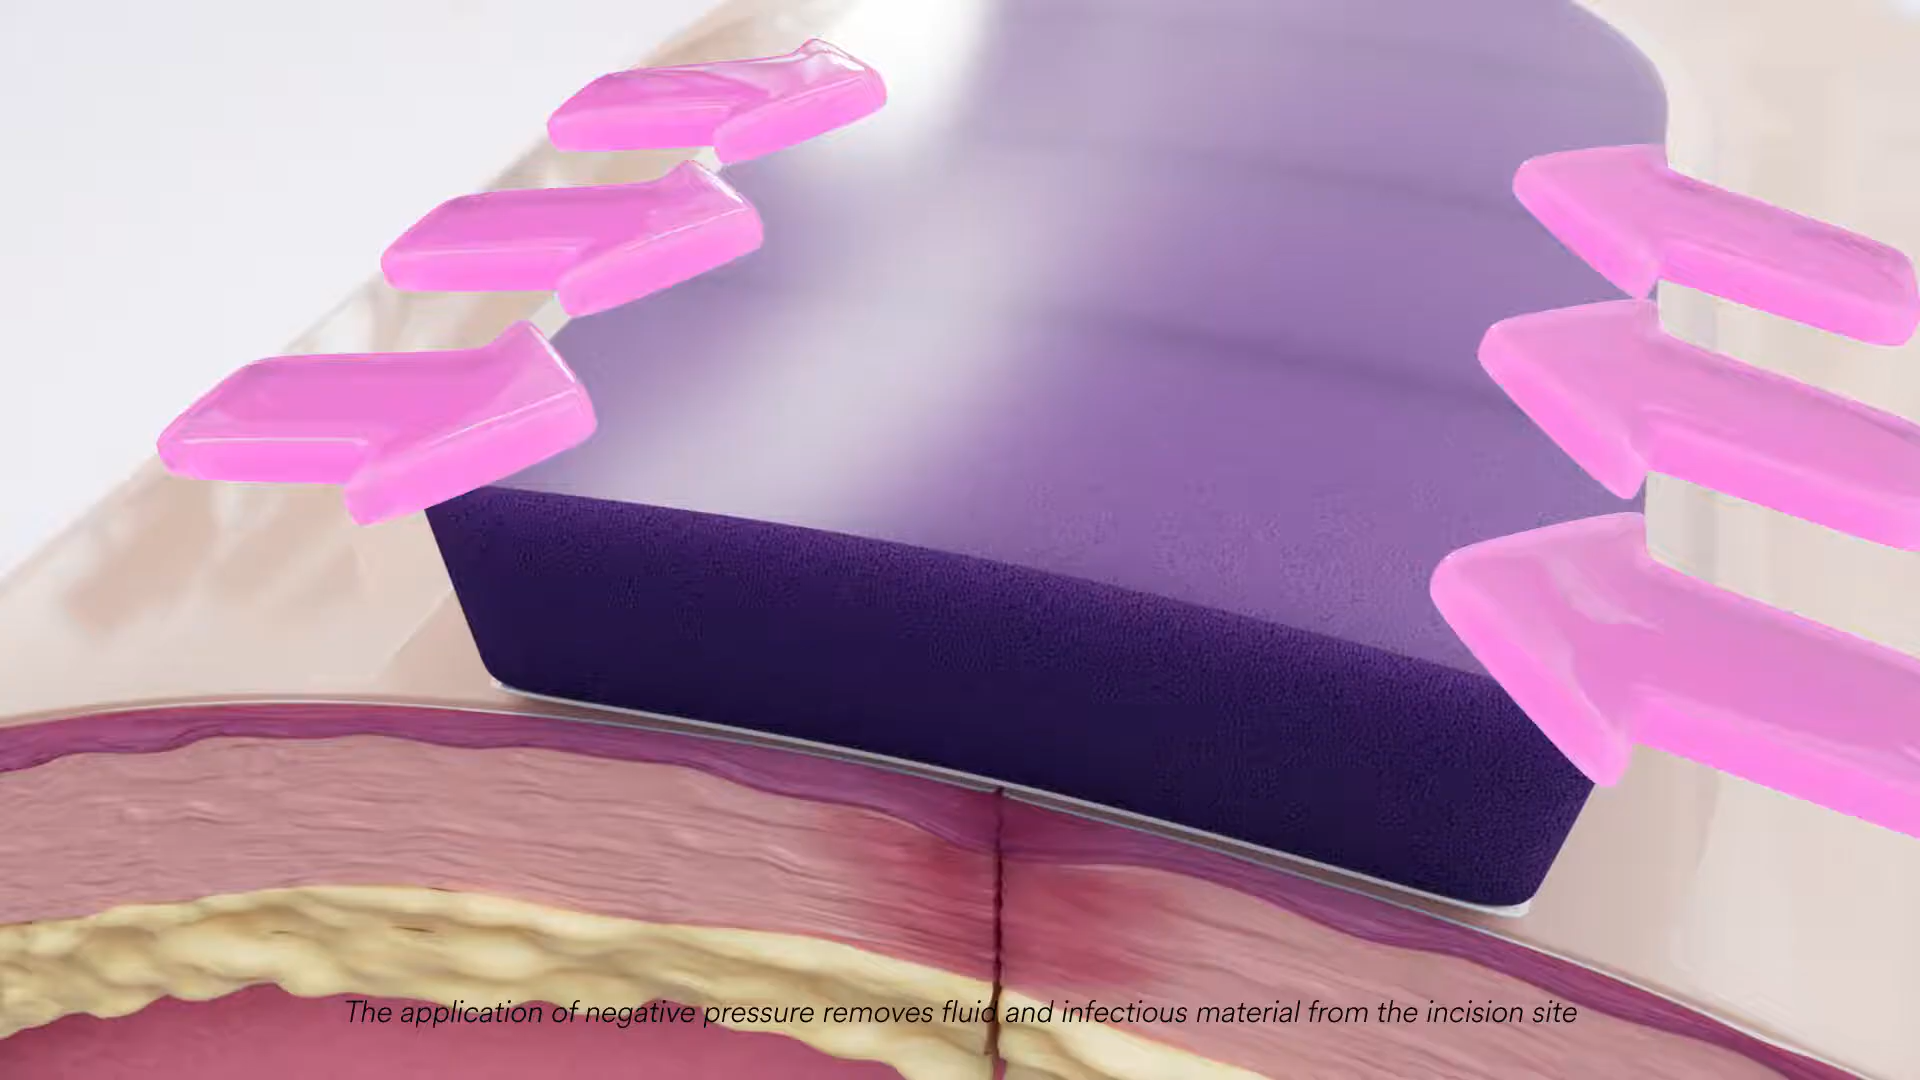 The application of negative pressure removes fluid and infectious material from the incision site